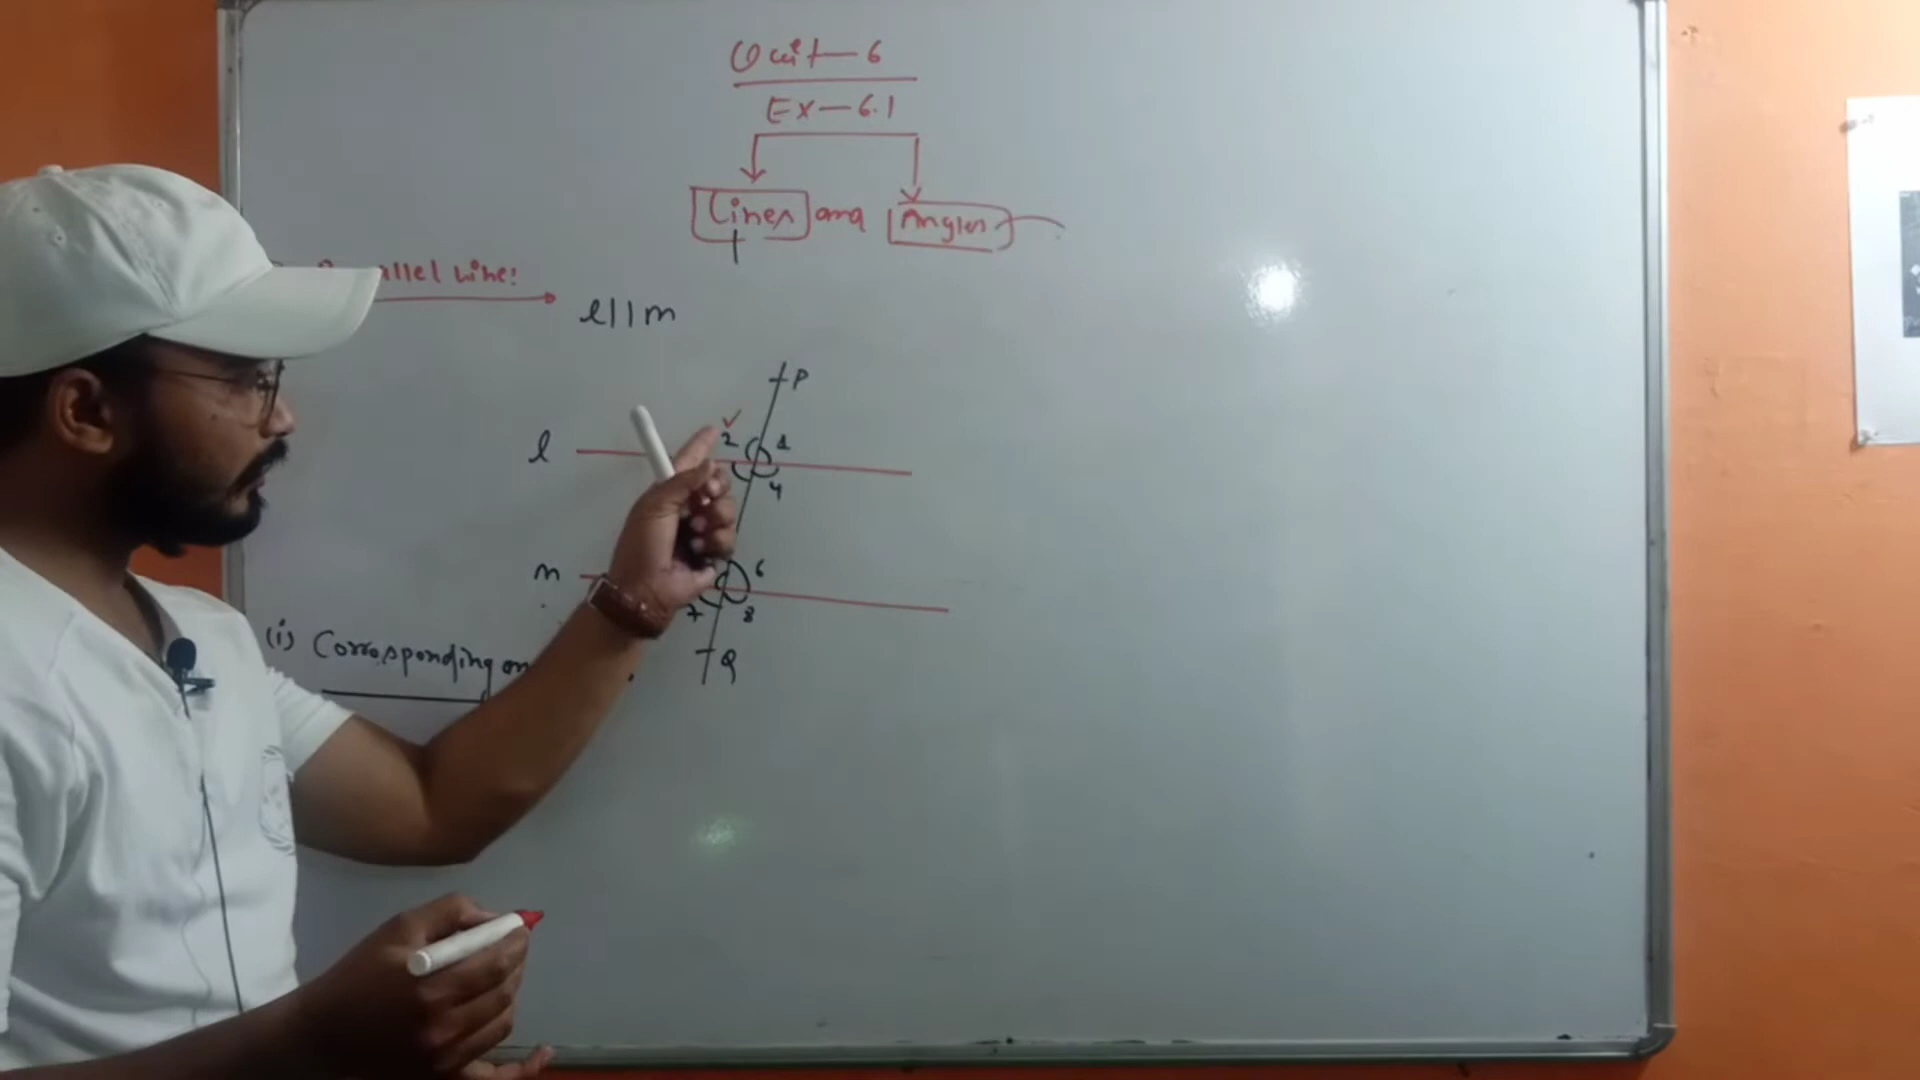 Unit — 6
Ex — 6.1
Lines and Angles
allel line:
l || m
P
2 1
l
4
m 6
7 8
Q
(i) Corresponding an